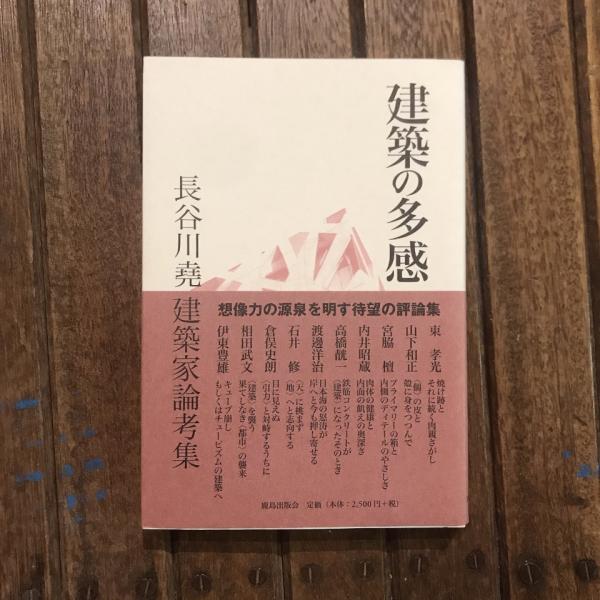 建築の多感
長谷川堯建築家論考集
想像力の源泉を明す待望の評論集
東 孝光
焼け跡と
それに続く肉親さがし
山下和正
〈個〉の皮と
鎧に身をつつんで
宮脇 檀
プライマリーの箱と
内側のディテールのやさしさ
内井昭蔵
肉体の健康と
内面の飢えの奥深さ
高橋靗一
鉄筋コンクリートが
〈建築〉になったそのとき
渡邊洋治
日本海の怒濤が
岸へと今も押し寄せる
石井 修
〈天〉に挑まず
〈地〉へと志向する
倉俣史朗
目に見えぬ
〈引力〉と対峙するうちに
相田武文
〈建築〉を襲う
果てしなき〈都市〉の襲来
伊東豊雄
キューブ崩し
もしくはチュービズムの建築へ
鹿島出版会 定価（本体：2,500円＋税）